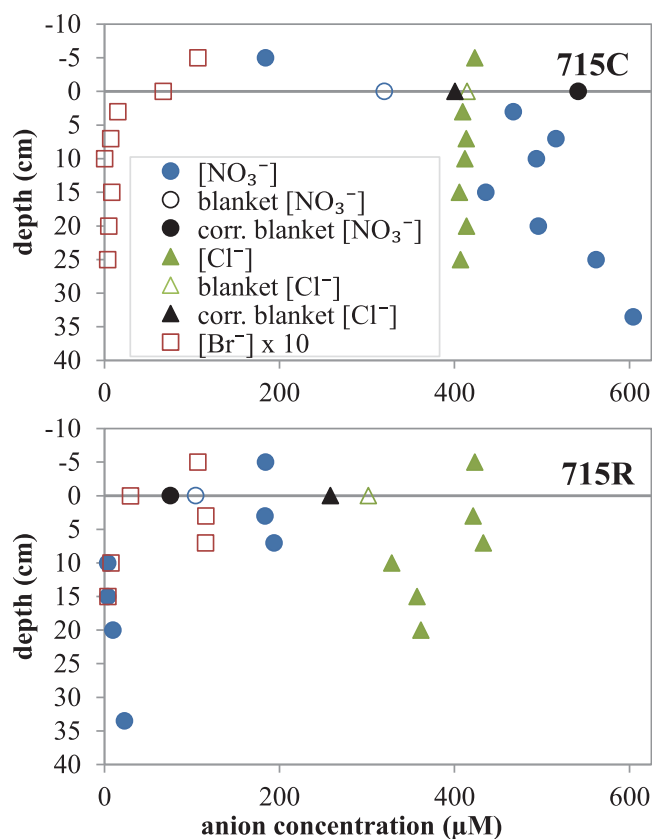 -5
0
5
10
15
20
25
30
35
40
depth (cm)
715C
[NO₃⁻]
blanket [NO₃⁻]
corr. blanket [NO₃⁻]
[Cl⁻]
blanket [Cl⁻]
corr. blanket [Cl⁻]
[Br⁻] x 10
0 200 400 600
-10
-5
0
5
10
15
20
25
30
35
40
depth (cm)
715R
0 200 400 600
anion concentration (µM)